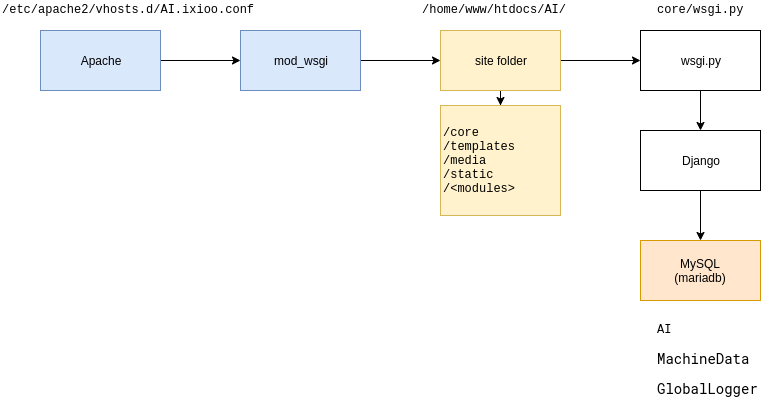 /etc/apache2/vhosts.d/AI.ixioo.conf
/home/www/htdocs/AI/
core/wsgi.py
Apache
mod_wsgi
site folder
wsgi.py
/core
/templates
/media
/static
/<modules>
Django
MySQL
(mariadb)
AI
MachineData
GlobalLogger